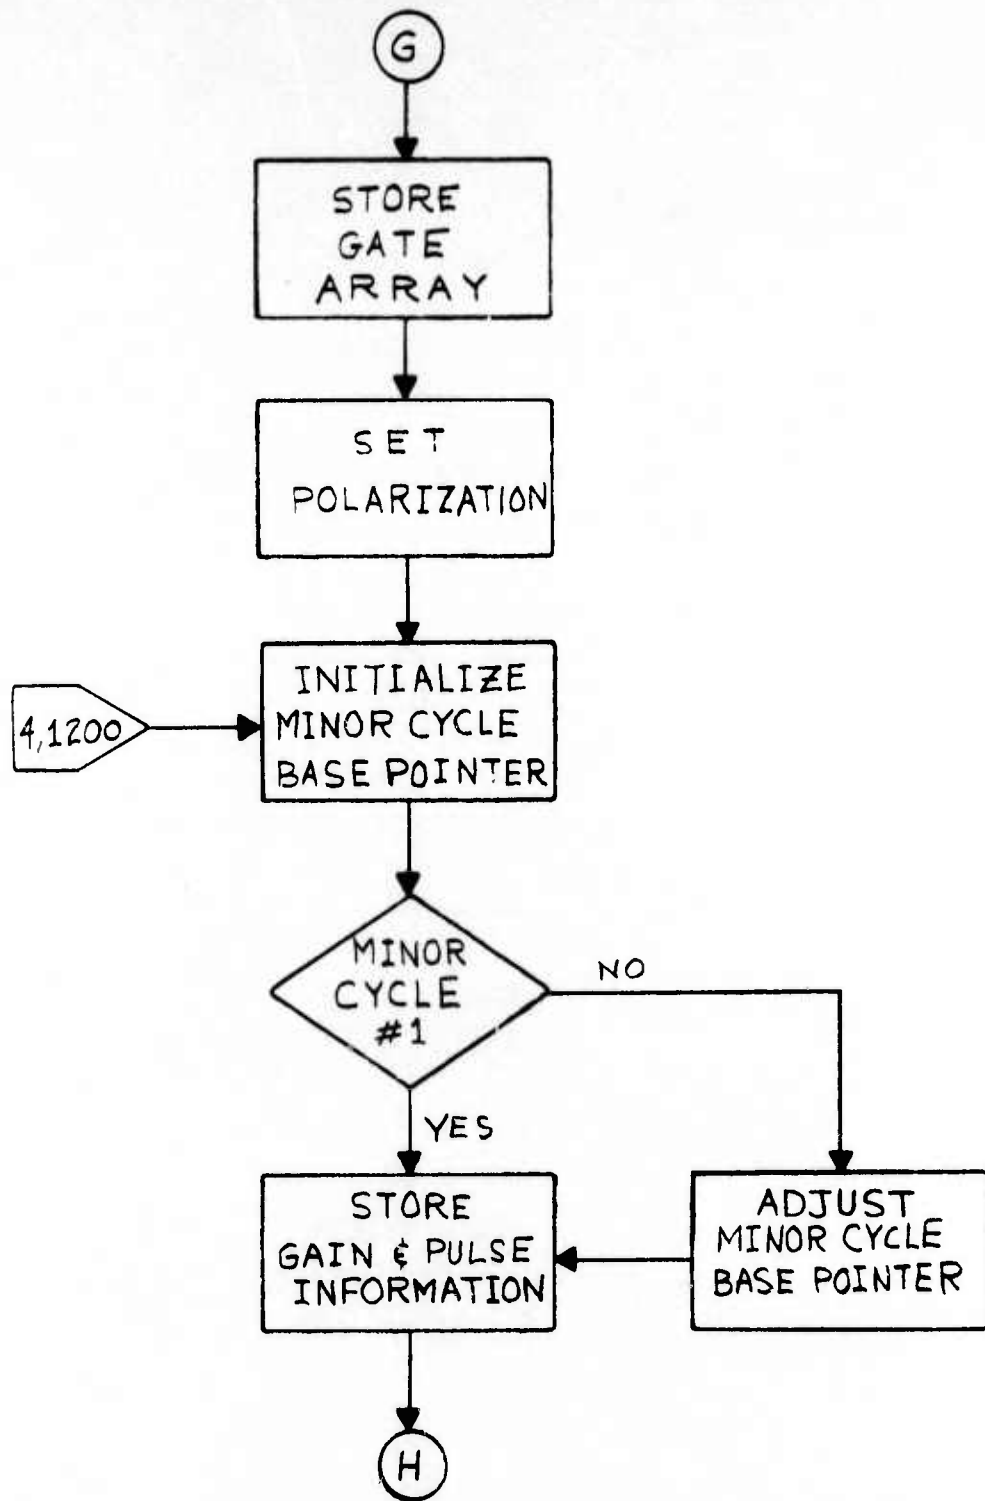 G
STORE
GATE
ARRAY
SET
POLARIZATION
INITIALIZE
MINOR CYCLE
BASE POINTER
4,1200
MINOR
CYCLE
#1
NO
YES
STORE
GAIN & PULSE
INFORMATION
ADJUST
MINOR CYCLE
BASE POINTER
H